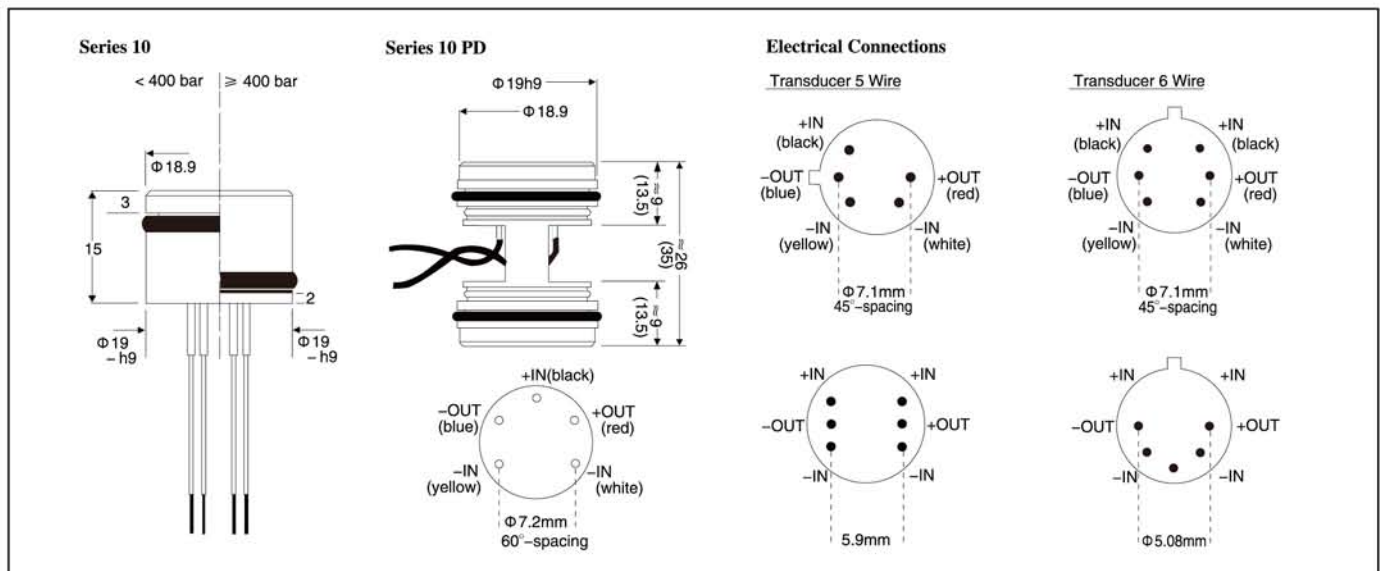 Series 10
< 400 bar ≥ 400 bar
Φ18.9
3
15
2
Φ19
– h9
Φ19
– h9
Series 10 PD
Φ19h9
Φ18.9
≈9
(13.5)
≈26
(35)
≈9
(13.5)
+IN(black)
–OUT
(blue)
+OUT
(red)
–IN
(yellow)
–IN
(white)
Φ7.2mm
60°-spacing
Electrical Connections
Transducer 5 Wire
+IN
(black)
–OUT
(blue)
+OUT
(red)
–IN
(yellow)
–IN
(white)
Φ7.1mm
45°-spacing
Transducer 6 Wire
+IN
(black)
+IN
(black)
–OUT
(blue)
+OUT
(red)
–IN
(yellow)
–IN
(white)
Φ7.1mm
45°-spacing
+IN
+IN
–OUT
+OUT
–IN
–IN
5.9mm
+IN
+IN
–OUT
+OUT
–IN
–IN
Φ5.08mm